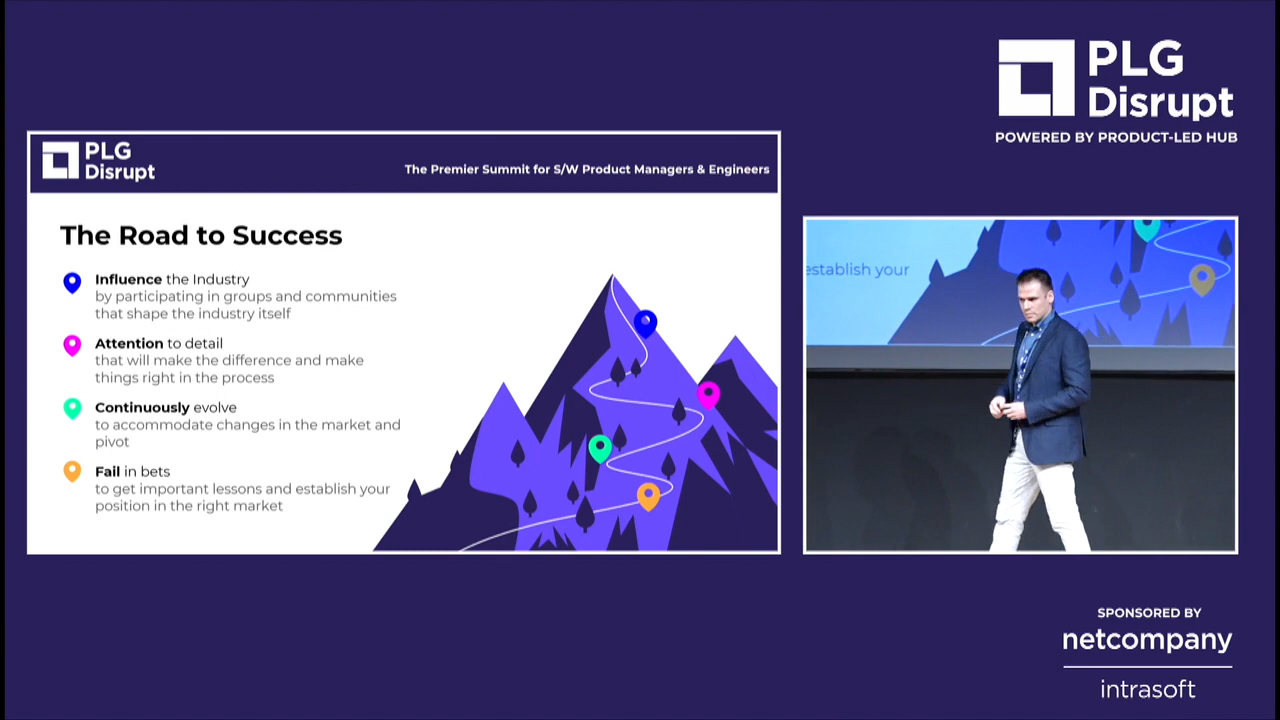 PLG
Disrupt
POWERED BY PRODUCT-LED HUB
PLG
Disrupt
The Premier Summit for S/W Product Managers & Engineers
The Road to Success
Influence the Industry
by participating in groups and communities
that shape the industry itself
Attention to detail
that will make the difference and make
things right in the process
Continuously evolve
to accommodate changes in the market and
pivot
Fail in bets
to get important lessons and establish your
position in the right market
establish your
SPONSORED BY
netcompany
intrasoft